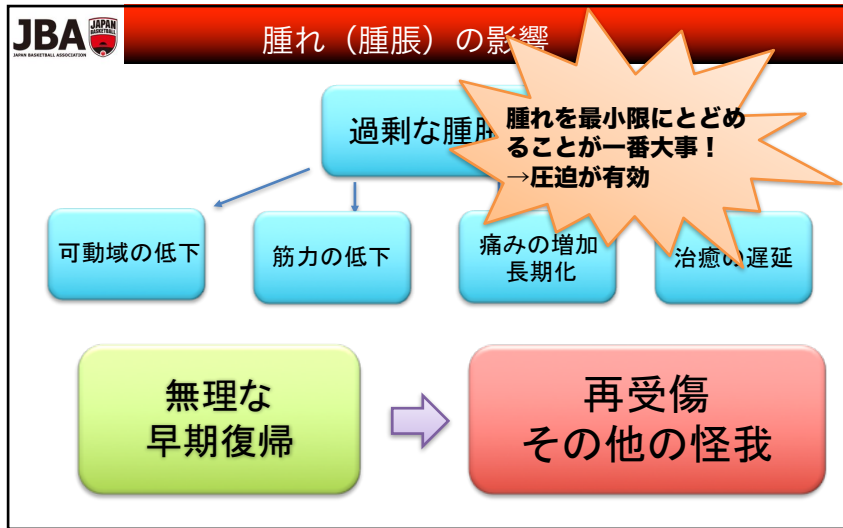 JBA
JAPAN BASKETBALL ASSOCIATION
JAPAN
BASKETBALL
腫れ（腫脹）の影響
過剰な腫脹
腫れを最小限にとどめ
ることが一番大事！
→圧迫が有効
可動域の低下
筋力の低下
痛みの増加
長期化
治癒の遅延
無理な
早期復帰
再受傷
その他の怪我